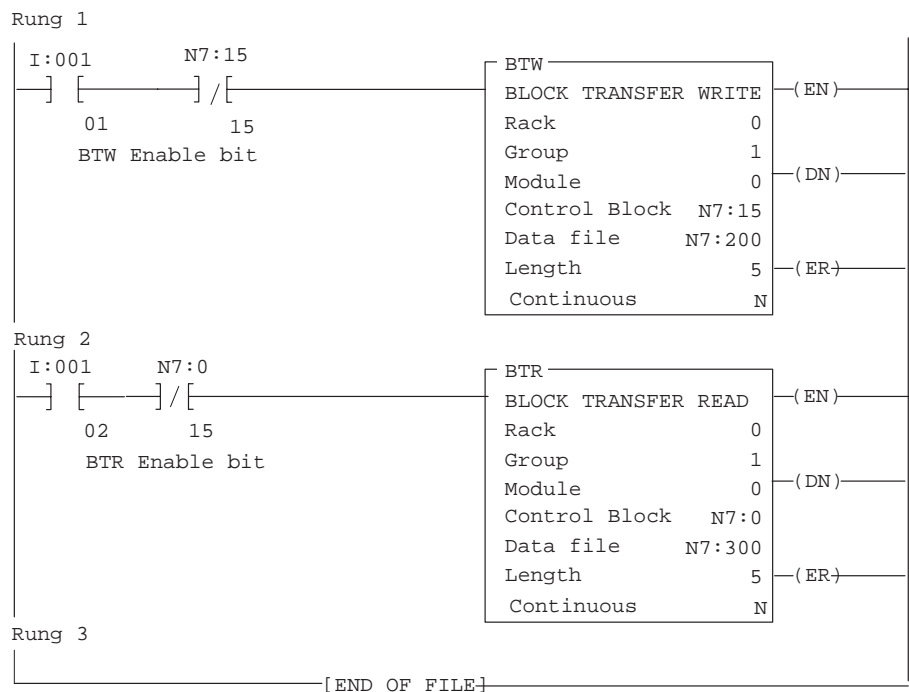 Rung 1
I:001 N7:15
BTW
] [ ]/[ BLOCK TRANSFER WRITE (EN)
01 15 Rack 0
BTW Enable bit Group 1
Module 0 (DN)
Control Block N7:15
Data file N7:200
Length 5 (ER)
Continuous N
Rung 2
I:001 N7:0
BTR
] [ ]/[ BLOCK TRANSFER READ (EN)
02 15 Rack 0
BTR Enable bit Group 1
Module 0 (DN)
Control Block N7:0
Data file N7:300
Length 5 (ER)
Continuous N
Rung 3
[END OF FILE]